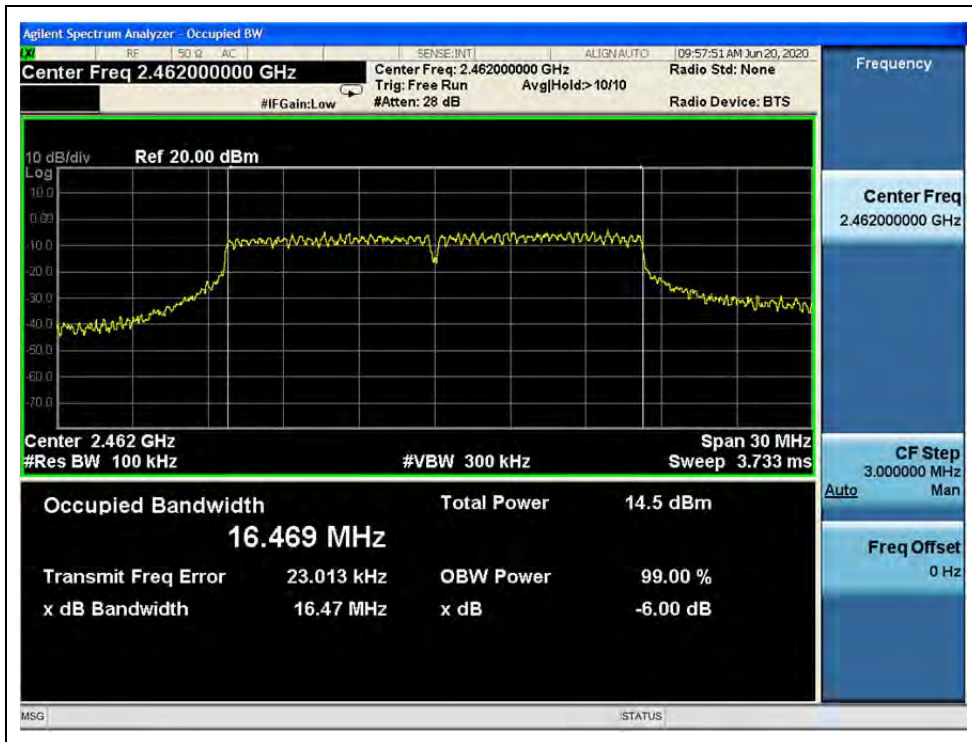 Agilent Spectrum Analyzer - Occupied BW
LXI RF 50 Ω AC SENSE:INT ALIGN AUTO 09:57:51 AM Jun 20, 2020
Center Freq 2.462000000 GHz
Center Freq: 2.462000000 GHz
Radio Std: None
Trig: Free Run
Avg|Hold:>10/10
#IFGain:Low
#Atten: 28 dB
Radio Device: BTS
Frequency
10 dB/div
Ref 20.00 dBm
Log
10.0
0.00
-10.0
-20.0
-30.0
-40.0
-50.0
-60.0
-70.0
Center 2.462 GHz
Span 30 MHz
#Res BW 100 kHz
#VBW 300 kHz
Sweep 3.733 ms
Center Freq
2.462000000 GHz
CF Step
3.000000 MHz
Auto Man
Freq Offset
0 Hz
Occupied Bandwidth
16.469 MHz
Total Power 14.5 dBm
Transmit Freq Error 23.013 kHz
OBW Power 99.00 %
x dB Bandwidth 16.47 MHz
x dB -6.00 dB
MSG
STATUS